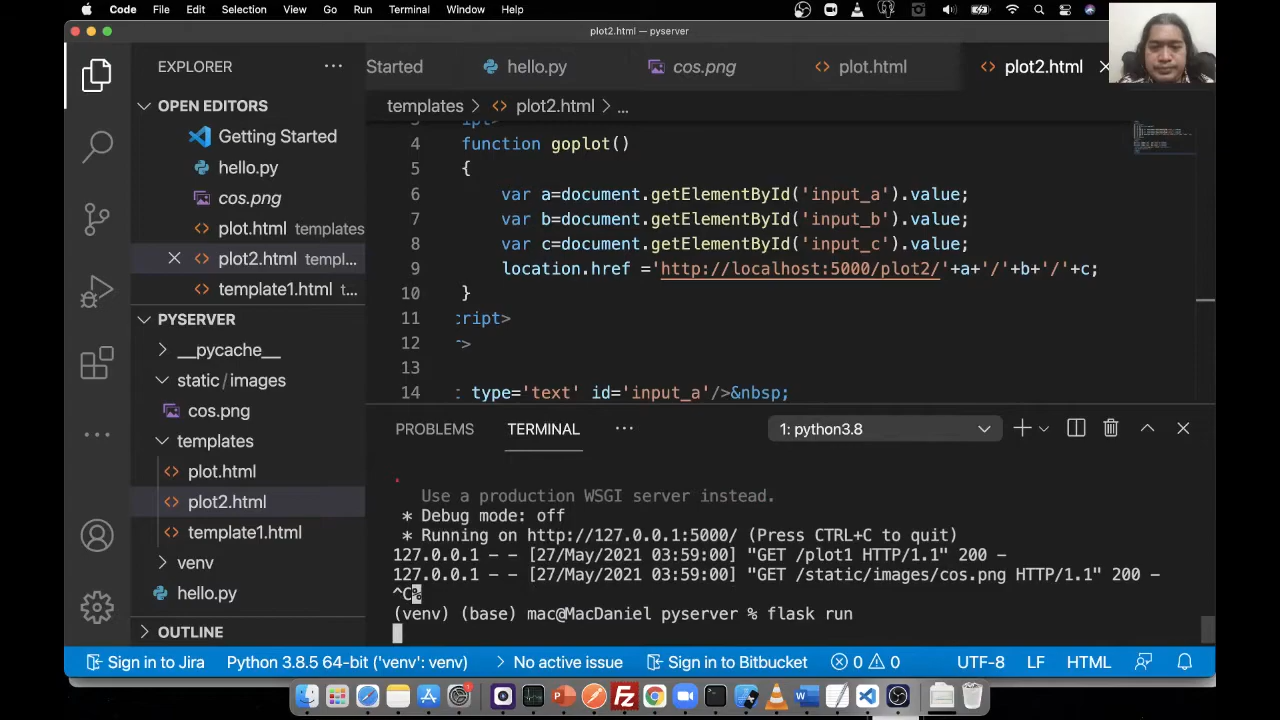 Code File Edit Selection View Go Run Terminal Window Help
plot2.html — pyserver
EXPLORER
OPEN EDITORS
Getting Started
hello.py
cos.png
plot.html templates
plot2.html templ...
template1.html t...
PYSERVER
__pycache__
static/images
cos.png
templates
plot.html
plot2.html
template1.html
venv
hello.py
OUTLINE
Started hello.py cos.png plot.html plot2.html
templates > plot2.html > ...
3 ipt>
4 function goplot()
5 {
6 var a=document.getElementById('input_a').value;
7 var b=document.getElementById('input_b').value;
8 var c=document.getElementById('input_c').value;
9 location.href ='http://localhost:5000/plot2/'+a+'/'+b+'/'+c;
10 }
11 cript>
12 >
13
14 type='text' id='input_a'/>&nbsp;
PROBLEMS TERMINAL ... 1: python3.8
Use a production WSGI server instead.
* Debug mode: off
* Running on http://127.0.0.1:5000/ (Press CTRL+C to quit)
127.0.0.1 - - [27/May/2021 03:59:00] "GET /plot1 HTTP/1.1" 200 -
127.0.0.1 - - [27/May/2021 03:59:00] "GET /static/images/cos.png HTTP/1.1" 200 -
^C%
(venv) (base) mac@MacDaniel pyserver % flask run
Sign in to Jira Python 3.8.5 64-bit ('venv': venv) No active issue Sign in to Bitbucket 0 0 UTF-8 LF HTML